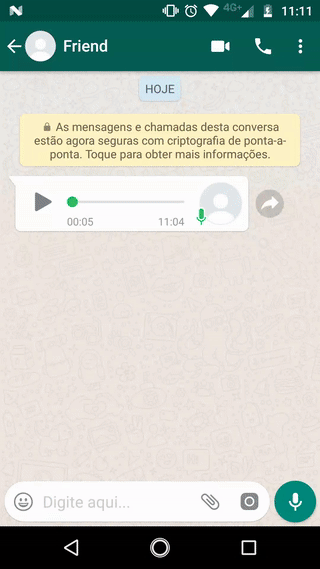 4G+ 11:11
Friend
HOJE
As mensagens e chamadas desta conversa
estão agora seguras com criptografia de ponta-a-
ponta. Toque para obter mais informações.
00:05 11:04
Digite aqui...